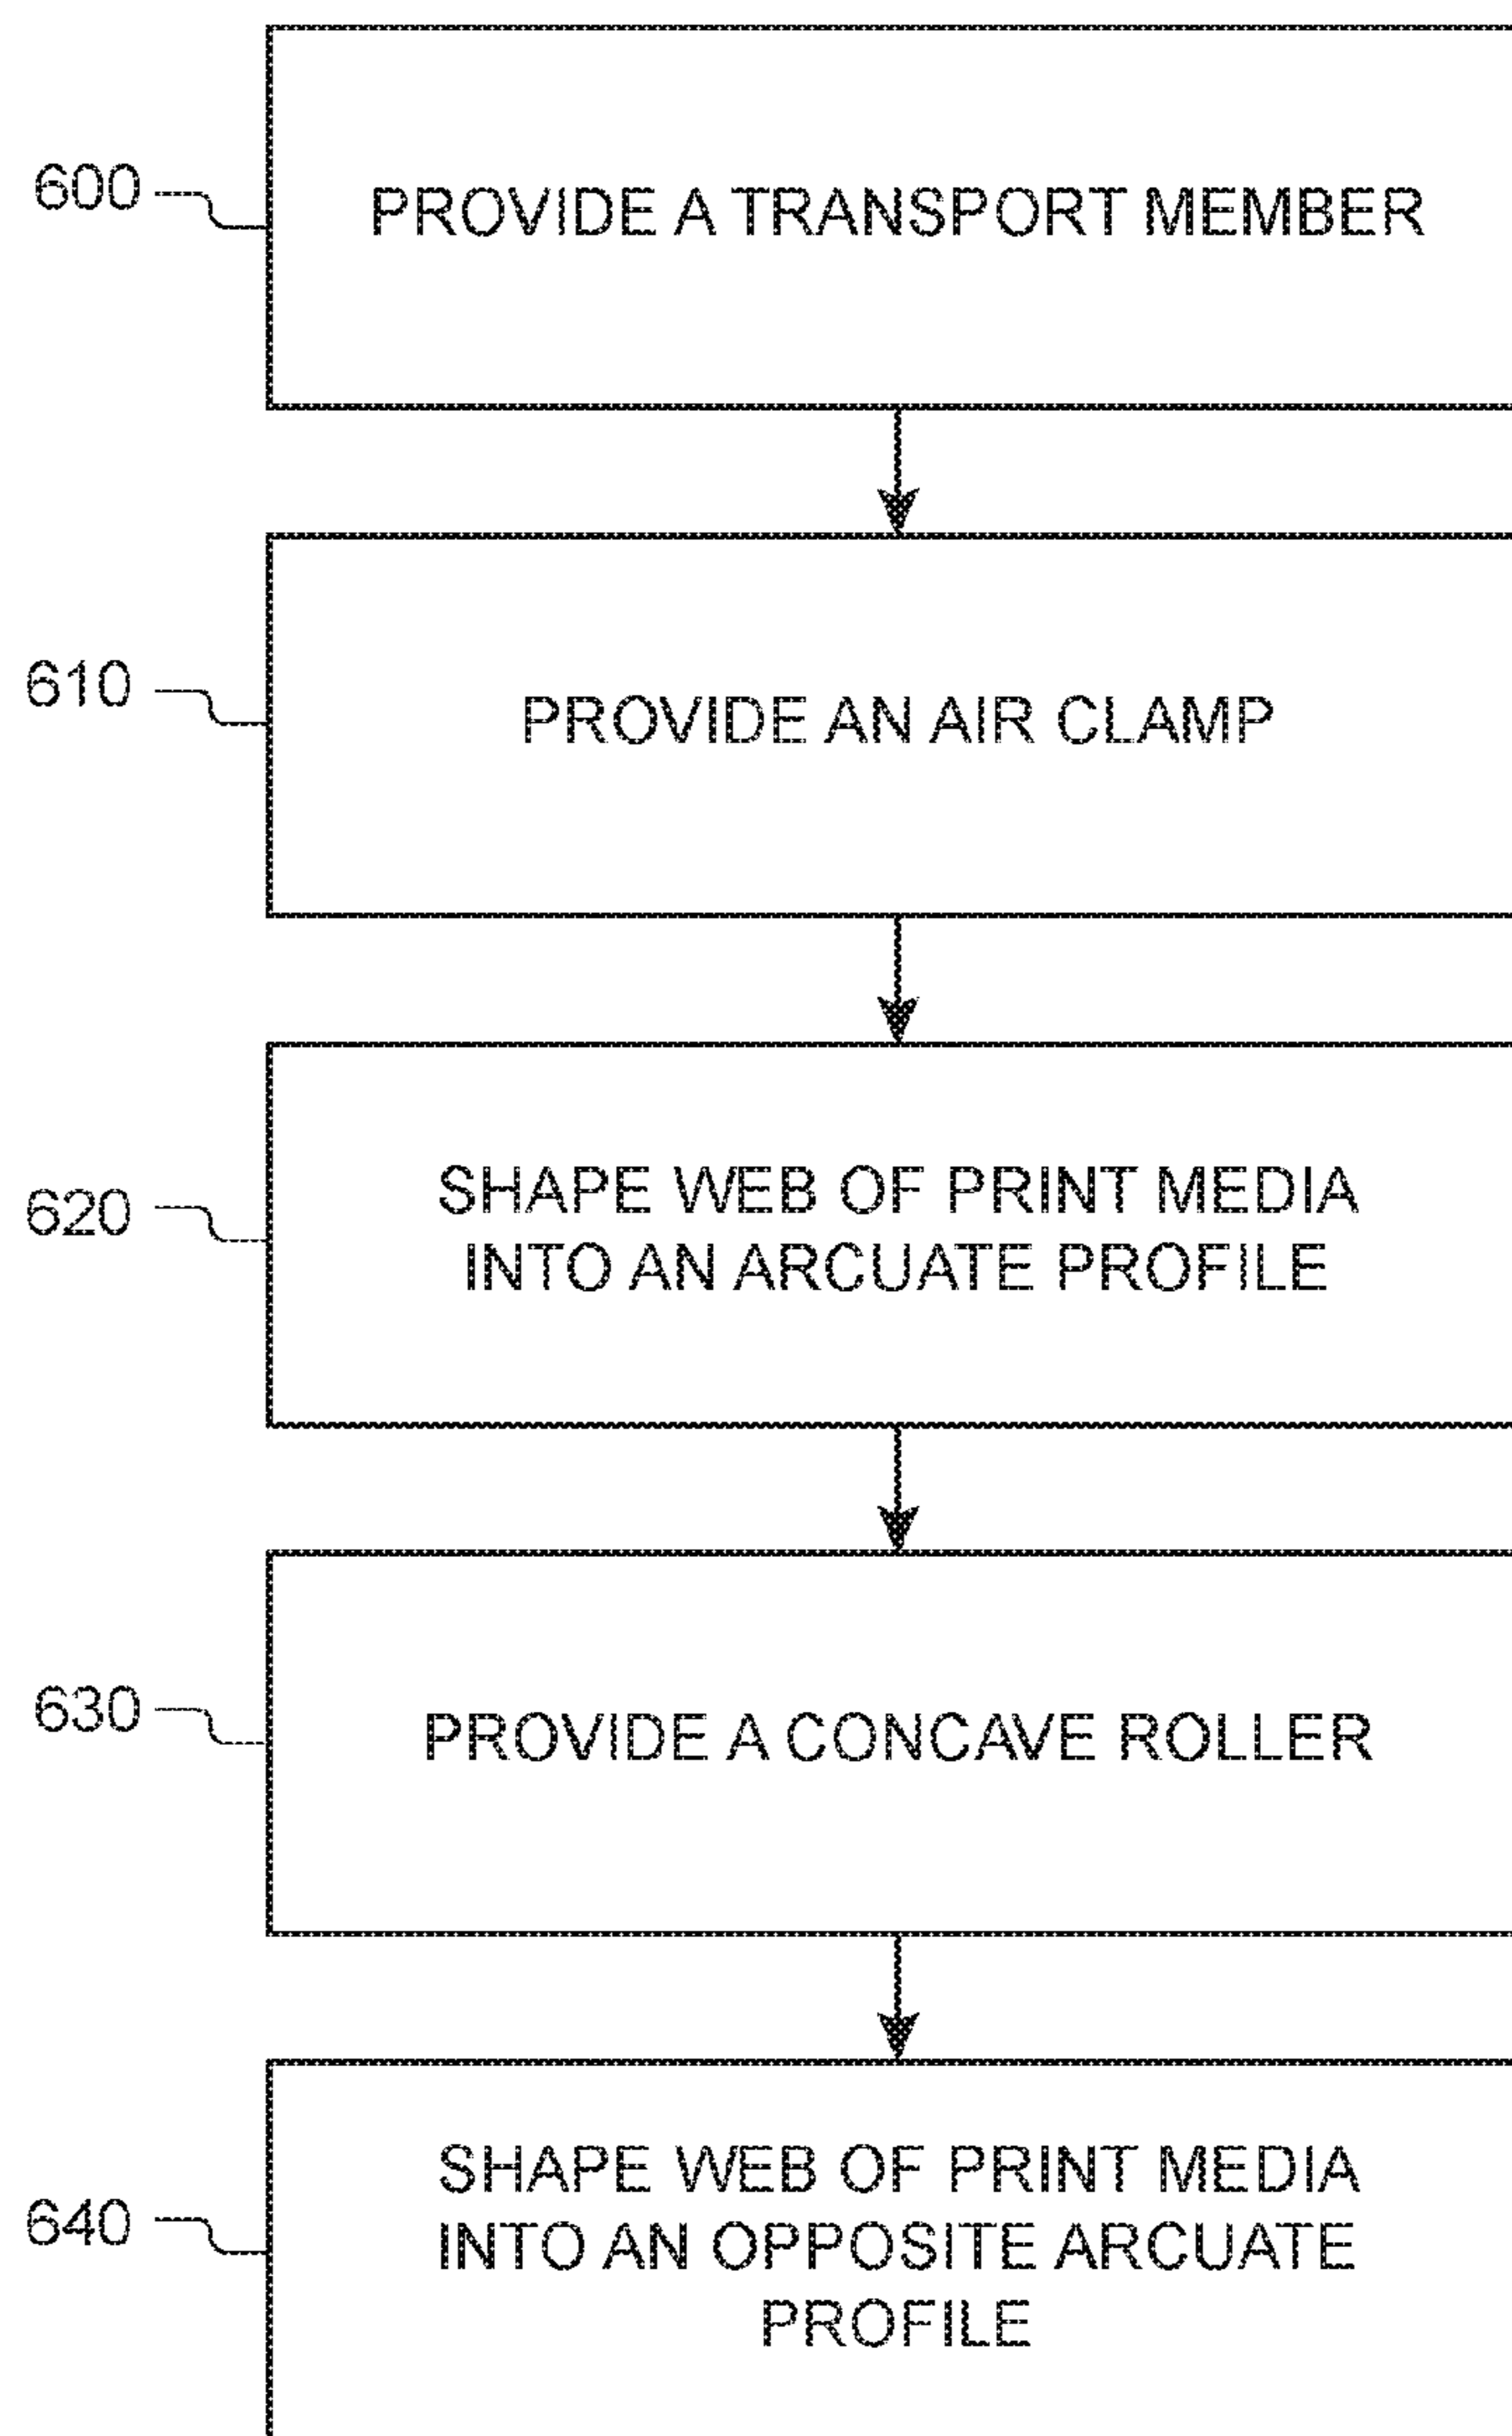 600
PROVIDE A TRANSPORT MEMBER
610
PROVIDE AN AIR CLAMP
620
SHAPE WEB OF PRINT MEDIA
INTO AN ARCUATE PROFILE
630
PROVIDE A CONCAVE ROLLER
640
SHAPE WEB OF PRINT MEDIA
INTO AN OPPOSITE ARCUATE
PROFILE